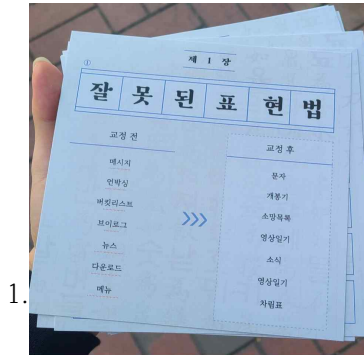 제 1 장
①
잘못된표현법
교정 전
메시지
언박싱
버킷리스트
브이로그
뉴스
다운로드
메뉴
>>>
교정 후
문자
개봉기
소망목록
영상일기
소식
영상일기
차림표
1.